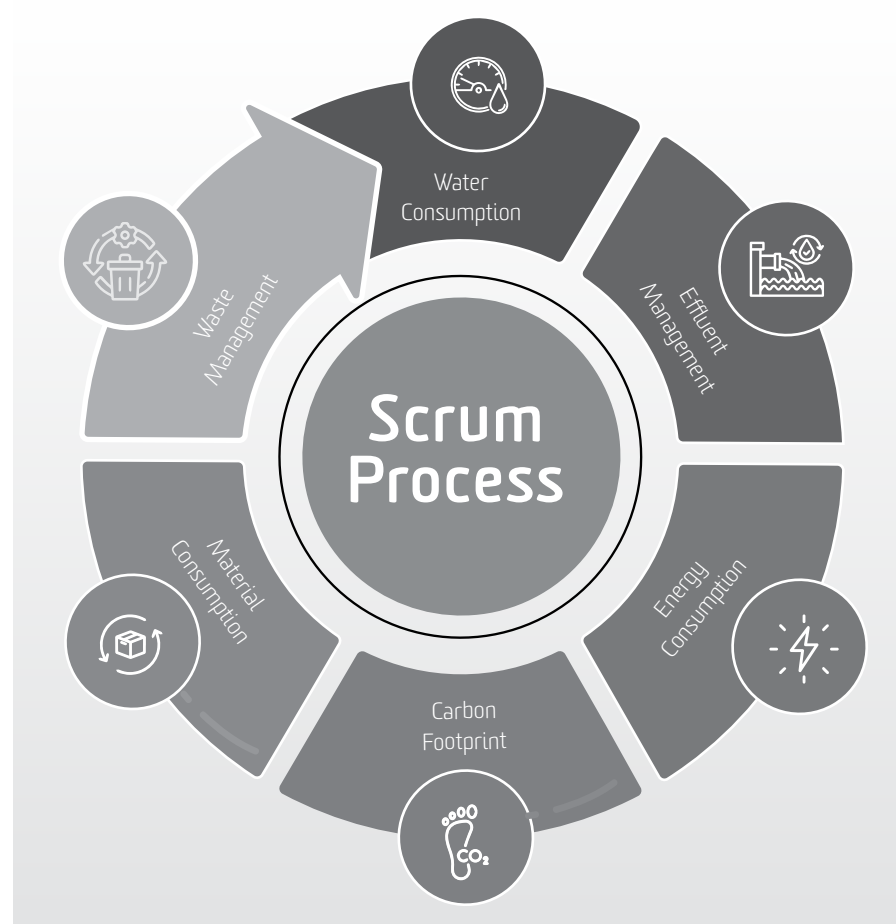 Water
Consumption
Effluent
Management
Energy
Consumption
Carbon
Footprint
CO₂
Material
Consumption
Waste
Management
Scrum
Process